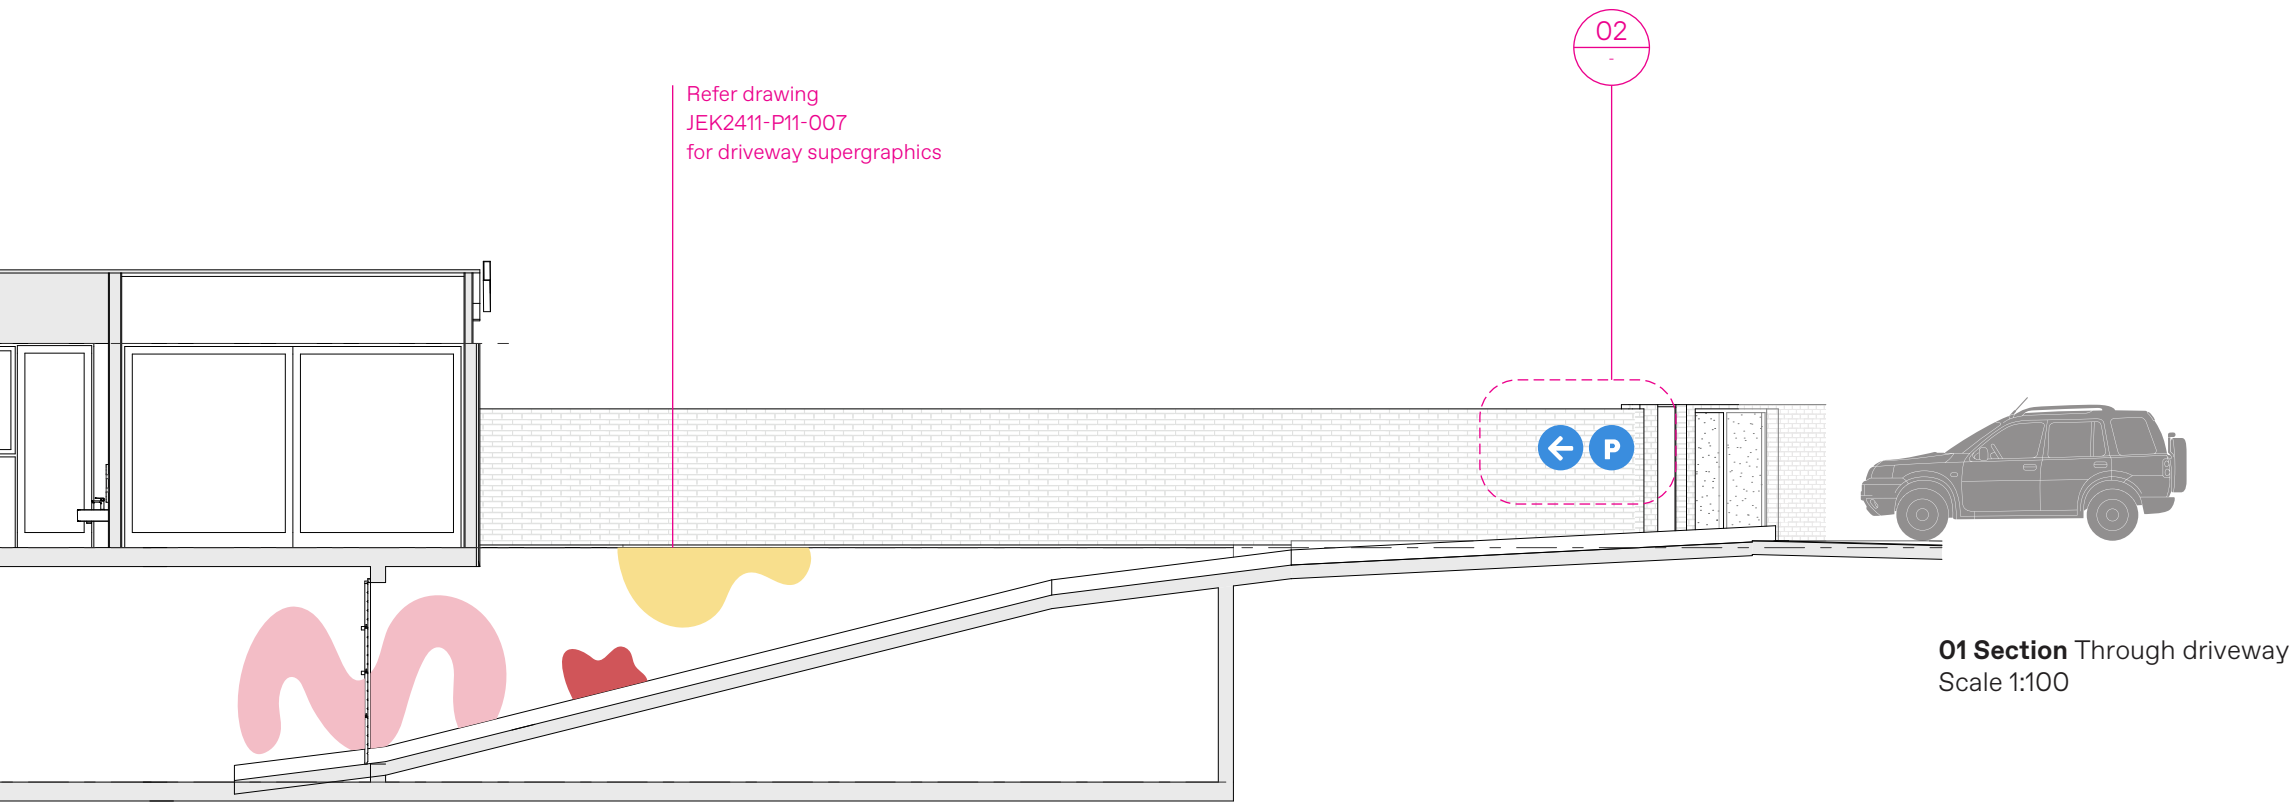 02
-
Refer drawing
JEK2411-P11-007
for driveway supergraphics
P
01 Section Through driveway
Scale 1:100